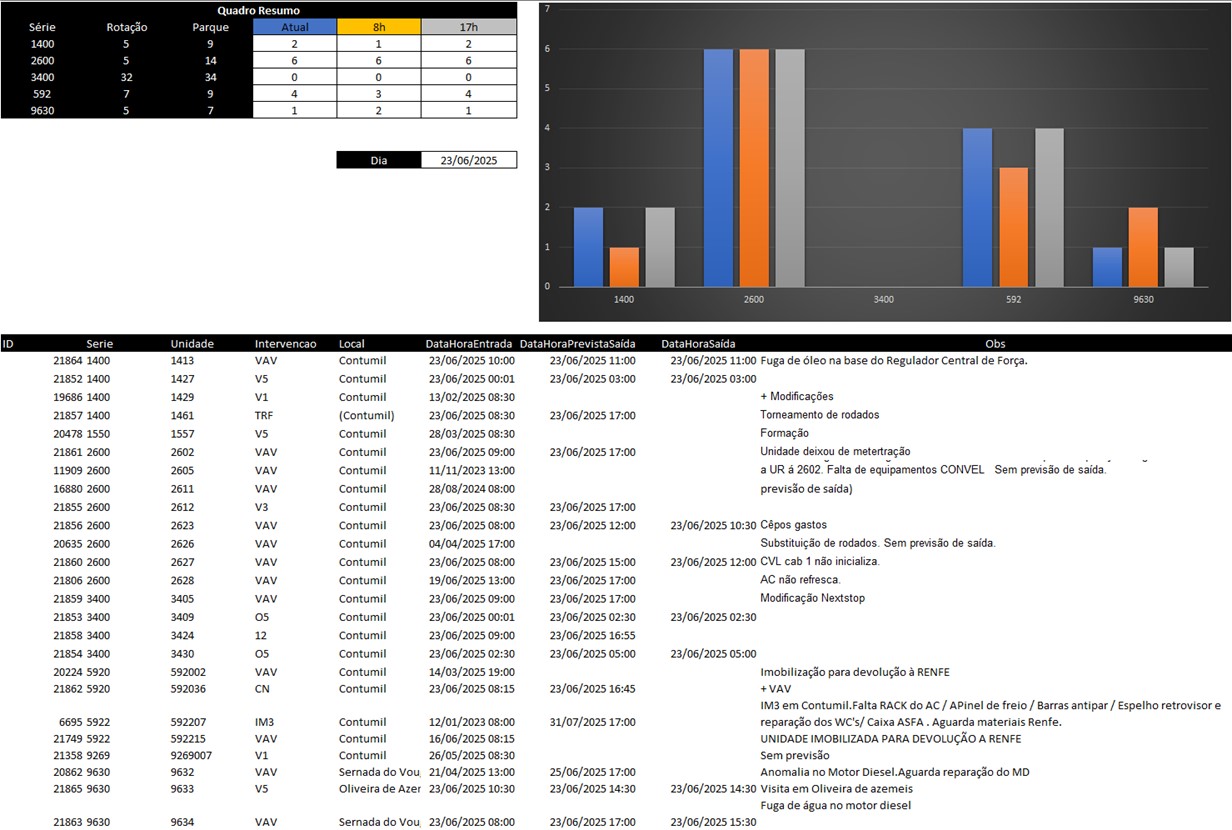 Quadro Resumo
Série Rotação Parque Atual 8h 17h
1400 5 9 2 1 2
2600 5 14 6 6 6
3400 32 34 0 0 0
592 7 9 4 3 4
9630 5 7 1 2 1
Dia 23/06/2025
7
6
5
4
3
2
1
0
1400 2600 3400 592 9630
ID Serie Unidade Intervencao Local DataHoraEntrada DataHoraPrevistaSaída DataHoraSaída Obs
21864 1400 1413 VAV Contumil 23/06/2025 10:00 23/06/2025 11:00 23/06/2025 11:00 Fuga de óleo na base do Regulador Central de Força.
21852 1400 1427 V5 Contumil 23/06/2025 00:01 23/06/2025 03:00 23/06/2025 03:00
19686 1400 1429 V1 Contumil 13/02/2025 08:30 + Modificações
21857 1400 1461 TRF (Contumil) 23/06/2025 08:30 23/06/2025 17:00 Torneamento de rodados
20478 1550 1557 V5 Contumil 28/03/2025 08:30 Formação
21861 2600 2602 VAV Contumil 23/06/2025 09:00 23/06/2025 17:00 Unidade deixou de metertração
11909 2600 2605 VAV Contumil 11/11/2023 13:00 a UR á 2602. Falta de equipamentos CONVEL Sem previsão de saída.
16880 2600 2611 VAV Contumil 28/08/2024 08:00 previsão de saída)
21855 2600 2612 V3 Contumil 23/06/2025 08:30 23/06/2025 17:00
21856 2600 2623 VAV Contumil 23/06/2025 08:00 23/06/2025 12:00 23/06/2025 10:30 Cêpos gastos
20635 2600 2626 VAV Contumil 04/04/2025 17:00 Substituição de rodados. Sem previsão de saída.
21860 2600 2627 VAV Contumil 23/06/2025 08:00 23/06/2025 15:00 23/06/2025 12:00 CVL cab 1 não inicializa.
21806 2600 2628 VAV Contumil 19/06/2025 13:00 23/06/2025 17:00 AC não refresca.
21859 3400 3405 VAV Contumil 23/06/2025 09:00 23/06/2025 17:00 Modificação Nextstop
21853 3400 3409 O5 Contumil 23/06/2025 00:01 23/06/2025 02:30 23/06/2025 02:30
21858 3400 3424 12 Contumil 23/06/2025 09:00 23/06/2025 16:55
21854 3400 3430 O5 Contumil 23/06/2025 02:30 23/06/2025 05:00 23/06/2025 05:00
20224 5920 592002 VAV Contumil 14/03/2025 19:00 Imobilização para devolução à RENFE
21862 5920 592036 CN Contumil 23/06/2025 08:15 23/06/2025 16:45 + VAV
IM3 em Contumil.Falta RACK do AC / APinel de freio / Barras antipar / Espelho retrovisor e
6695 5922 592207 IM3 Contumil 12/01/2023 08:00 31/07/2025 17:00 reparação dos WC's/ Caixa ASFA . Aguarda materiais Renfe.
21749 5922 592215 VAV Contumil 16/06/2025 08:15 UNIDADE IMOBILIZADA PARA DEVOLUÇÃO A RENFE
21358 9269 9269007 V1 Contumil 26/05/2025 08:30 Sem previsão
20862 9630 9632 VAV Sernada do Vou 21/04/2025 13:00 25/06/2025 17:00 Anomalia no Motor Diesel.Aguarda reparação do MD
21865 9630 9633 V5 Oliveira de Azer 23/06/2025 10:30 23/06/2025 14:30 23/06/2025 14:30 Visita em Oliveira de azemeis
Fuga de água no motor diesel
21863 9630 9634 VAV Sernada do Vou 23/06/2025 08:00 23/06/2025 17:00 23/06/2025 15:30